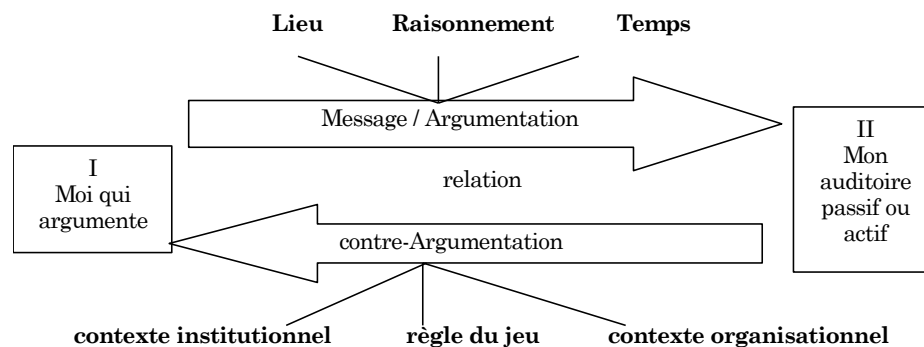 Lieu Raisonnement Temps
Message / Argumentation
I
Moi qui
argumente
relation
II
Mon
auditoire
passif ou
actif
contre-Argumentation
contexte institutionnel règle du jeu contexte organisationnel